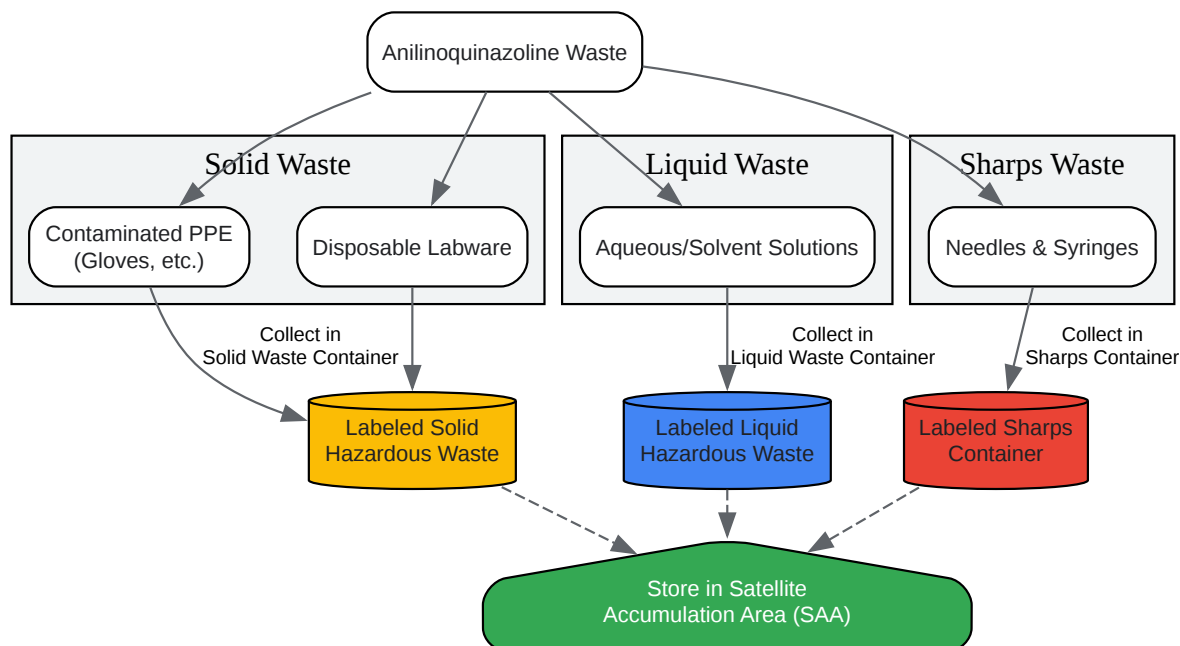 Anilinoquinazoline Waste
Solid Waste
Liquid Waste
Sharps Waste
Contaminated PPE
(Gloves, etc.)
Disposable Labware
Aqueous/Solvent Solutions
Needles & Syringes
Collect in
Solid Waste Container
Collect in
Liquid Waste Container
Collect in
Sharps Container
Labeled Solid
Hazardous Waste
Labeled Liquid
Hazardous Waste
Labeled Sharps
Container
Store in Satellite
Accumulation Area (SAA)